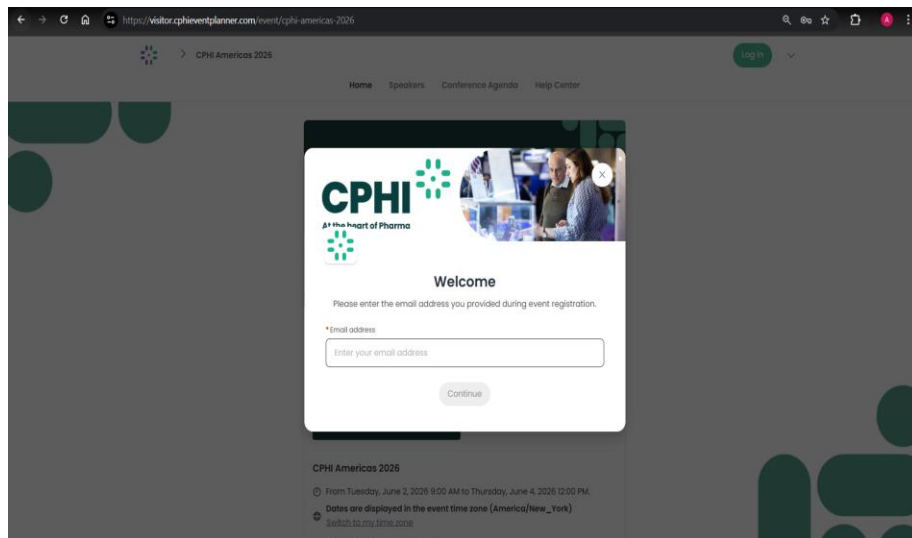 https://visitor.cphieventplanner.com/event/cphi-americas-2026
A
CPHI Americas 2026
Log in
Home Speakers Conference Agenda Help Center
CPHI
At the heart of Pharma
Welcome
Please enter the email address you provided during event registration.
* Email address
Enter your email address
Continue
CPHI Americas 2026
From Tuesday, June 2, 2026 9:00 AM to Thursday, June 4, 2026 12:00 PM.
Dates are displayed in the event time zone (America/New_York)
Switch to my time zone